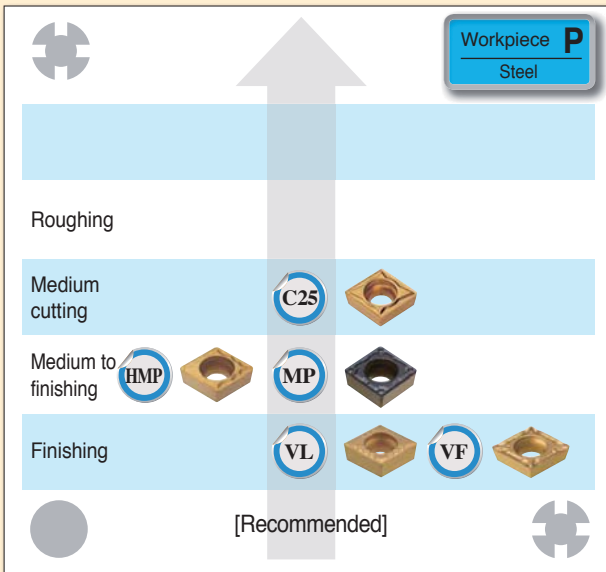 Workpiece P
Steel
Roughing
Medium
cutting
C25
Medium to
finishing
HMP
MP
Finishing
VL
VF
[Recommended]